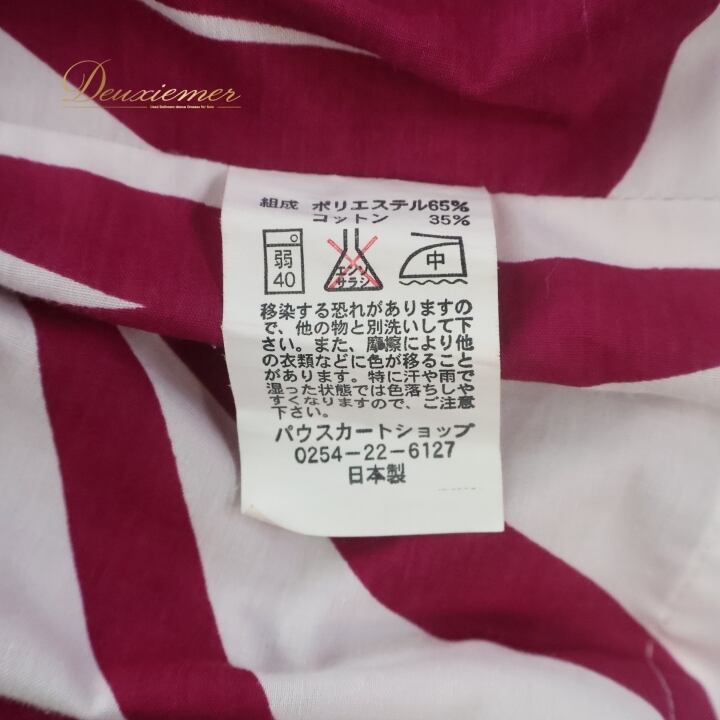 Deuxiemer
Used Ballroom dance Dresses for Sale
組成 ポリエステル65%
コットン 35%
弱
40
エンソ
サラシ
中
移染する恐れがありますの
で、他の物と別洗いして下
さい。また、摩擦により他
の衣類などに色が移ること
があります。特に汗や雨で
湿った状態では色落ちしや
すくなりますので、ご注意
下さい。
パウスカートショップ
0254-22-6127
日本製